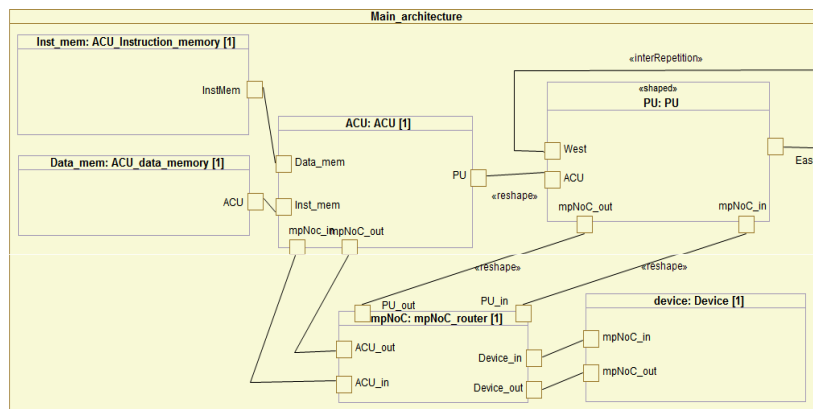 Main_architecture
Inst_mem: ACU_Instruction_memory [1]
InstMem
«interRepetition»
«shaped»
PU: PU
ACU: ACU [1]
West
Eas
Data_mem
PU
ACU
Data_mem: ACU_data_memory [1]
ACU
Inst_mem
«reshape»
mpNoC_out
mpNoC_in
mpNoc_in
mpNoC_out
«reshape»
«reshape»
PU_out
PU_in
mpNoC: mpNoC_router [1]
device: Device [1]
ACU_out
Device_in
mpNoC_in
ACU_in
Device_out
mpNoC_out